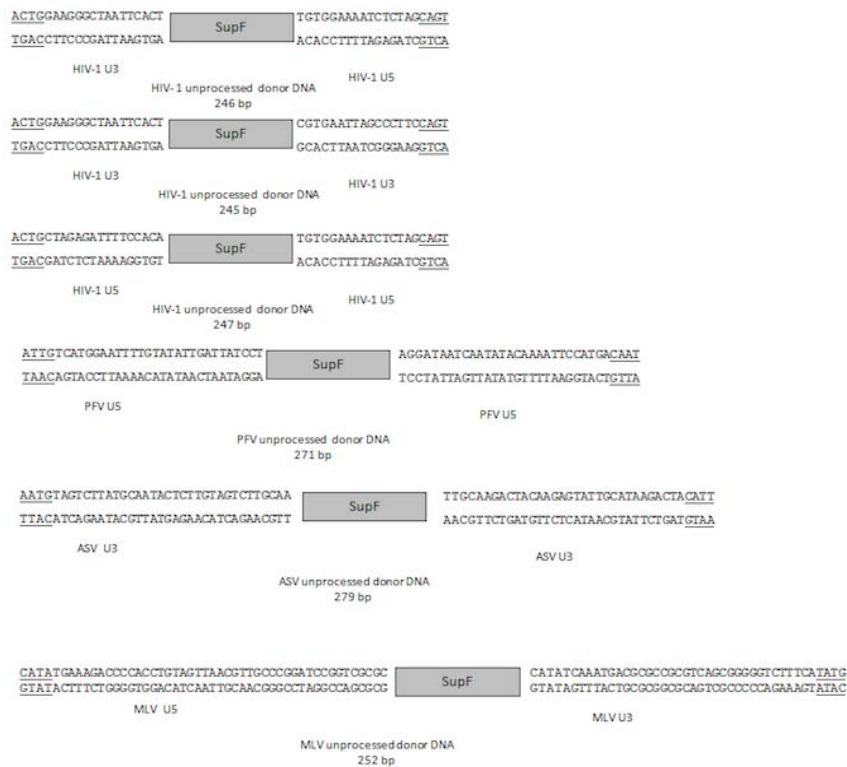 ACTGGAAGGGCTAATTCACT SupF TGTGGAAAATCTCTAGCAGT
TGACCTTCCCGATTAAGTGA ACACCTTTTAGAGATCGTCA
HIV-1 U3 HIV-1 U5
HIV- 1 unprocessed donor DNA
246 bp
ACTGGAAGGGCTAATTCACT SupF CGTGAATTAGCCCTTCCAGT
TGACCTTCCCGATTAAGTGA GCACTTAATCGGGAAGGTCA
HIV-1 U3 HIV-1 U3
HIV-1 unprocessed donor DNA
245 bp
ACTGCTAGAGATTTTCCACA SupF TGTGGAAAATCTCTAGCAGT
TGACGATCTCTAAAAGGTGT ACACCTTTTAGAGATCGTCA
HIV-1 U5 HIV-1 U5
HIV-1 unprocessed donor DNA
247 bp
ATTGTCATGGAATTTTGTATATTGATTATCCT SupF AGGATAATCAATATACAAAATTCCATGACAAT
TAACAGTACCTTAAAACATATAACTAATAGGA TCCTATTAGTTATATGTTTTAAGGTACTGTTA
PFV U5 PFV U5
PFV unprocessed donor DNA
271 bp
AATGTAGTCTTATGCAATACTCTTGTAGTCTTGCAA SupF TTGCAAGACTACAAGAGTATTGCATAAGACTACATT
TTACATCAGAATACGTTATGAGAACATCAGAACGTT AACGTTCTGATGTTCTCATAACGTATTCTGATGTAA
ASV U3 ASV U3
ASV unprocessed donor DNA
279 bp
CATATGAAAGACCCCACCTGTAGTTAACGTTGCCCGGATCCGGTCGCGC SupF CATATCAAATGACGCGCCGCGTCAGCGGGGGTCTTTCATATG
GTATACTTTCTGGGGTGGACATCAATTGCAACGGGCCTAGGCCAGCGCG GTATAGTTTACTGCGCGGCGCAGTCGCCCCCAGAAAGTATAC
MLV U5 MLV U3
MLV unprocessed donor DNA
252 bp